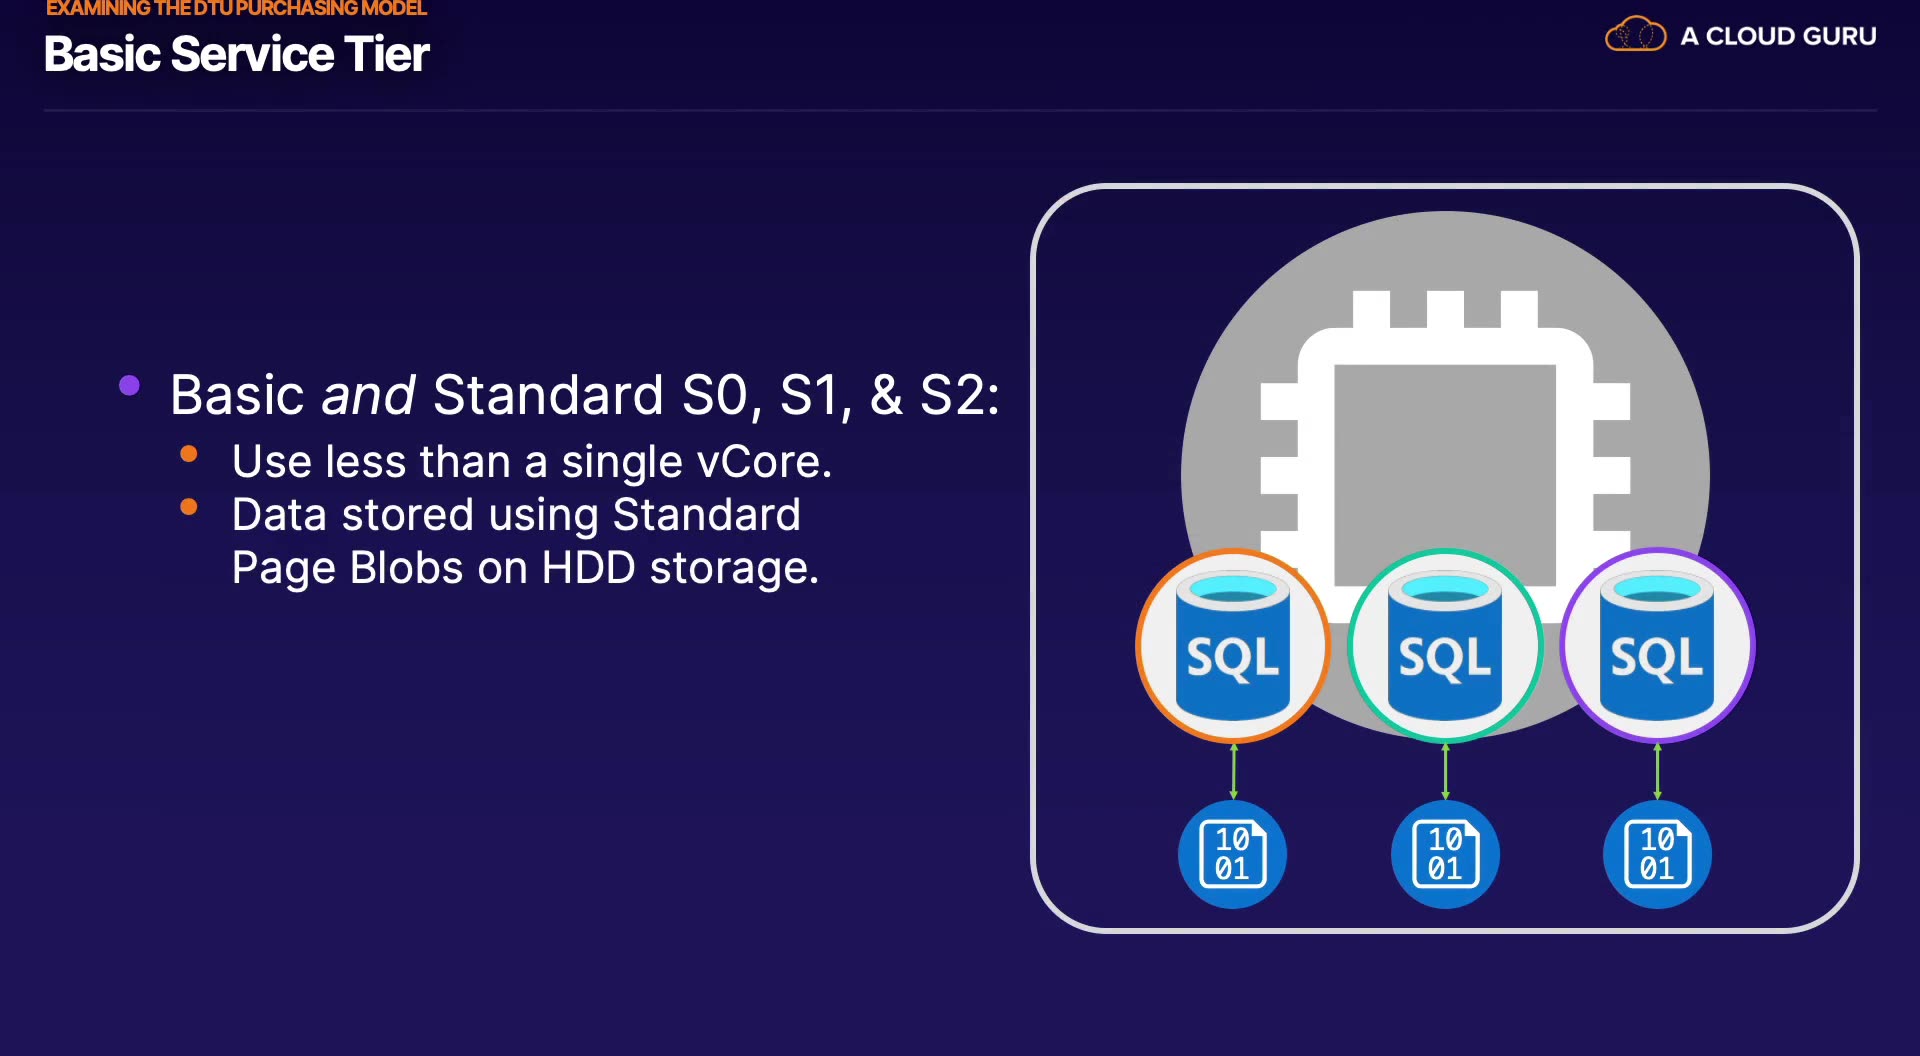 EXAMINING THE DTU PURCHASING MODEL
Basic Service Tier
A CLOUD GURU
Basic and Standard S0, S1, & S2:
Use less than a single vCore.
Data stored using Standard
Page Blobs on HDD storage.
SQL
SQL
SQL
10
01
10
01
10
01